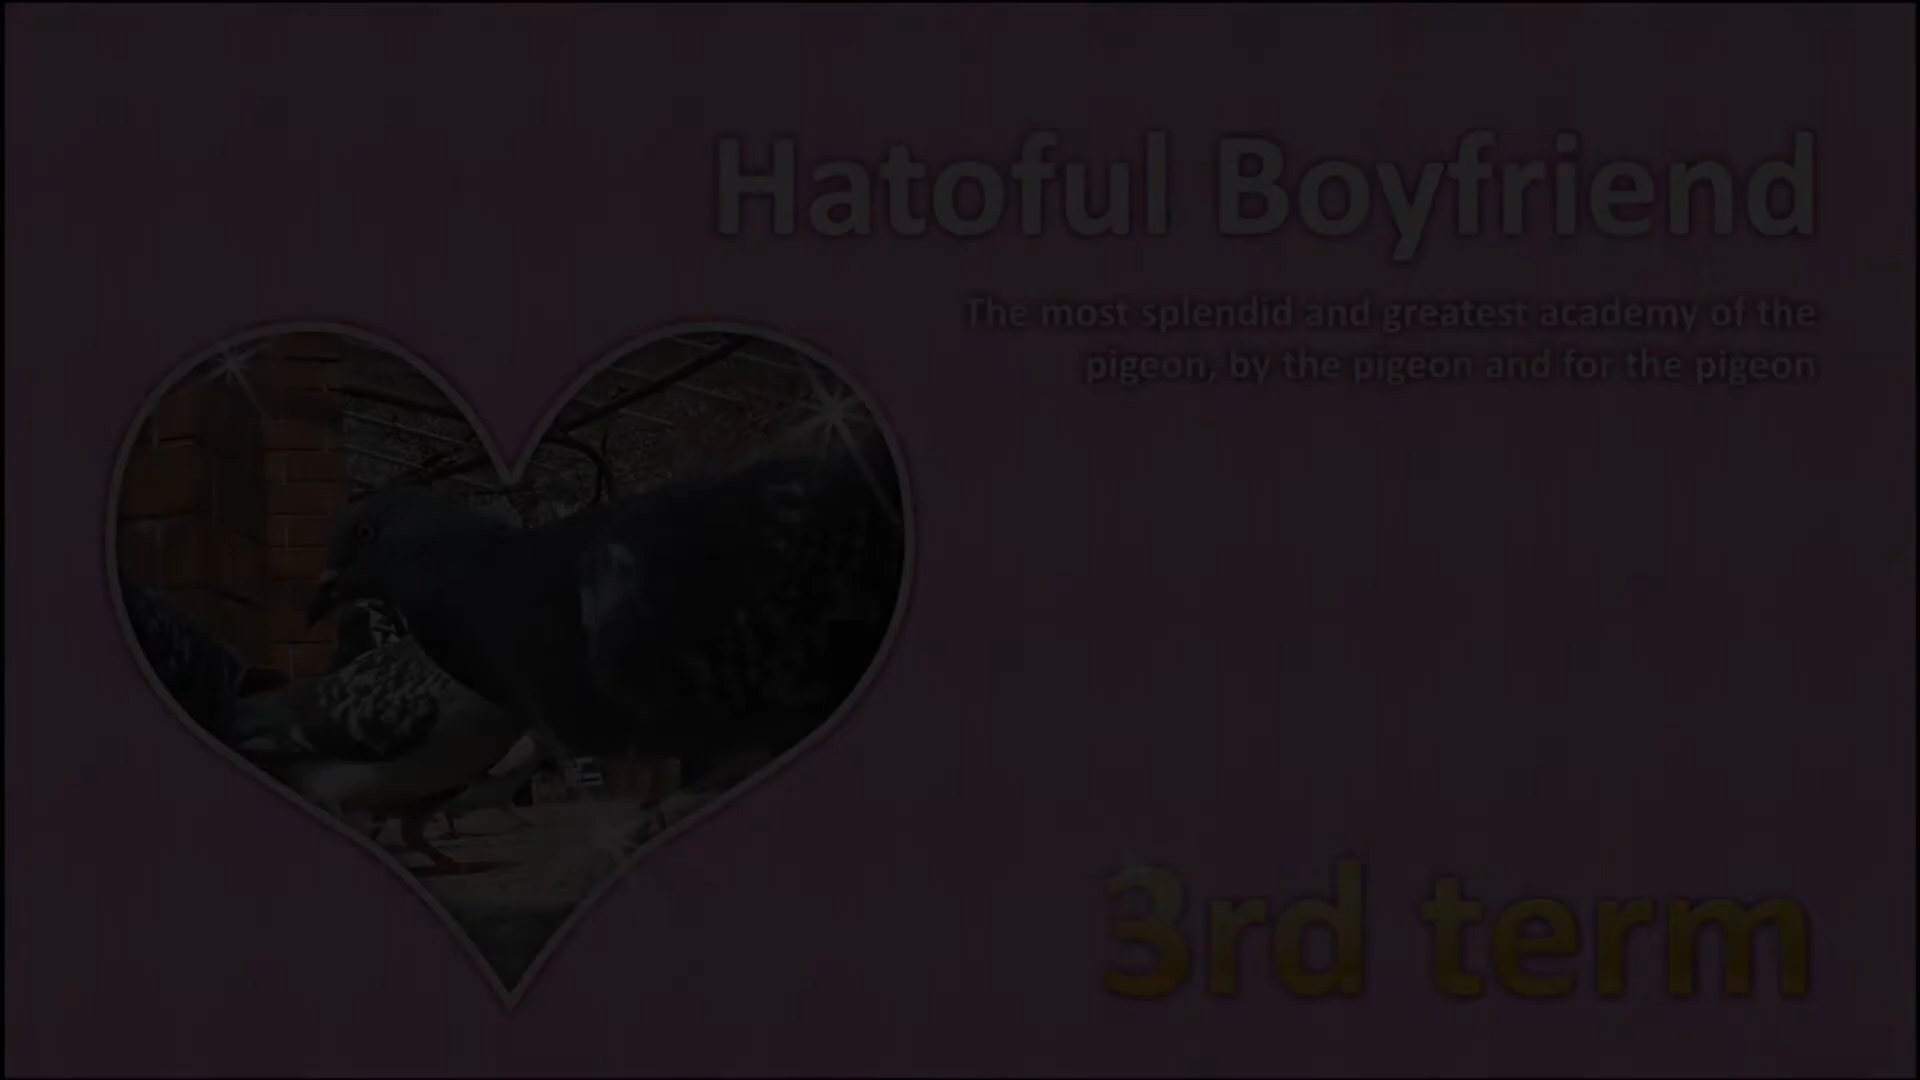 Hatoful Boyfriend
The most splendid and greatest academy of the
pigeon, by the pigeon and for the pigeon
3rd term